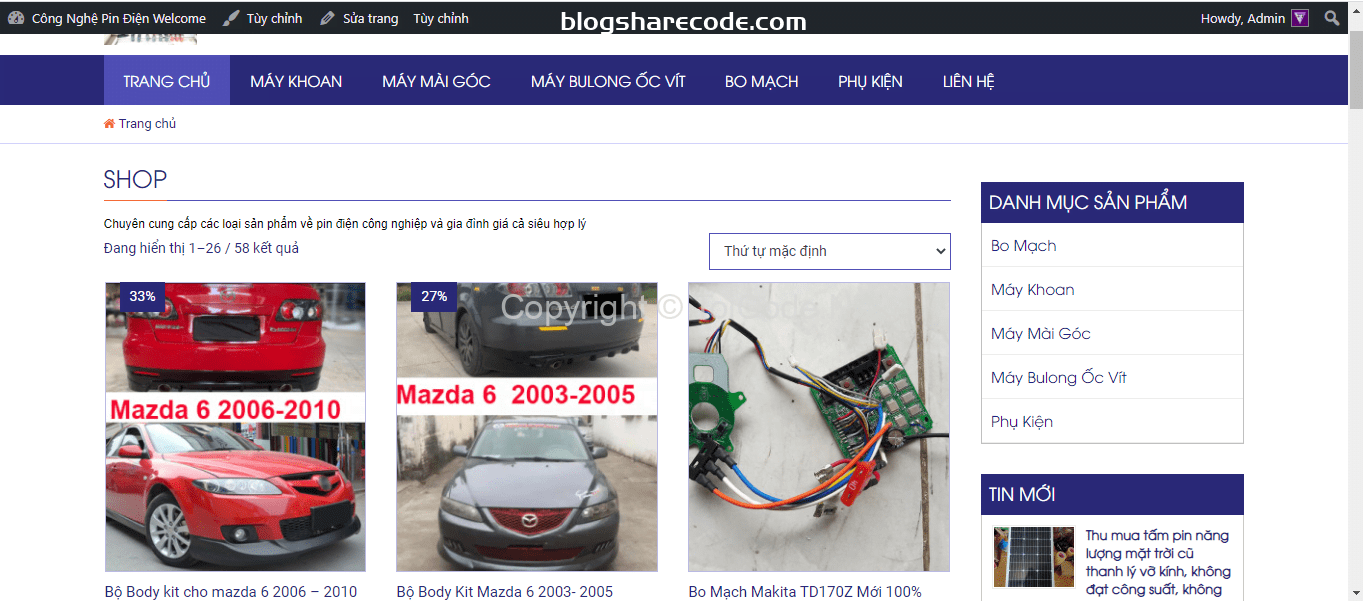 Công Nghệ Pin Điện Welcome
Tùy chỉnh
Sửa trang
Tùy chỉnh
blogsharecode.com
Howdy, Admin
TRANG CHỦ
MÁY KHOAN
MÁY MÀI GÓC
MÁY BULONG ỐC VÍT
BO MẠCH
PHỤ KIỆN
LIÊN HỆ
Trang chủ
SHOP
Chuyên cung cấp các loại sản phẩm về pin điện công nghiệp và gia đình giá cả siêu hợp lý
Đang hiển thị 1–26 / 58 kết quả
Thứ tự mặc định
33%
Mazda 6 2006-2010
Bộ Body kit cho mazda 6 2006 – 2010
27%
Mazda 6 2003-2005
Bộ Body Kit Mazda 6 2003- 2005
Copyright ©
Bo Mạch Makita TD170Z Mới 100%
DANH MỤC SẢN PHẨM
Bo Mạch
Máy Khoan
Máy Mài Góc
Máy Bulong Ốc Vít
Phụ Kiện
TIN MỚI
Thu mua tấm pin năng
lượng mặt trời cũ
thanh lý vỡ kính, không
đạt công suất, không